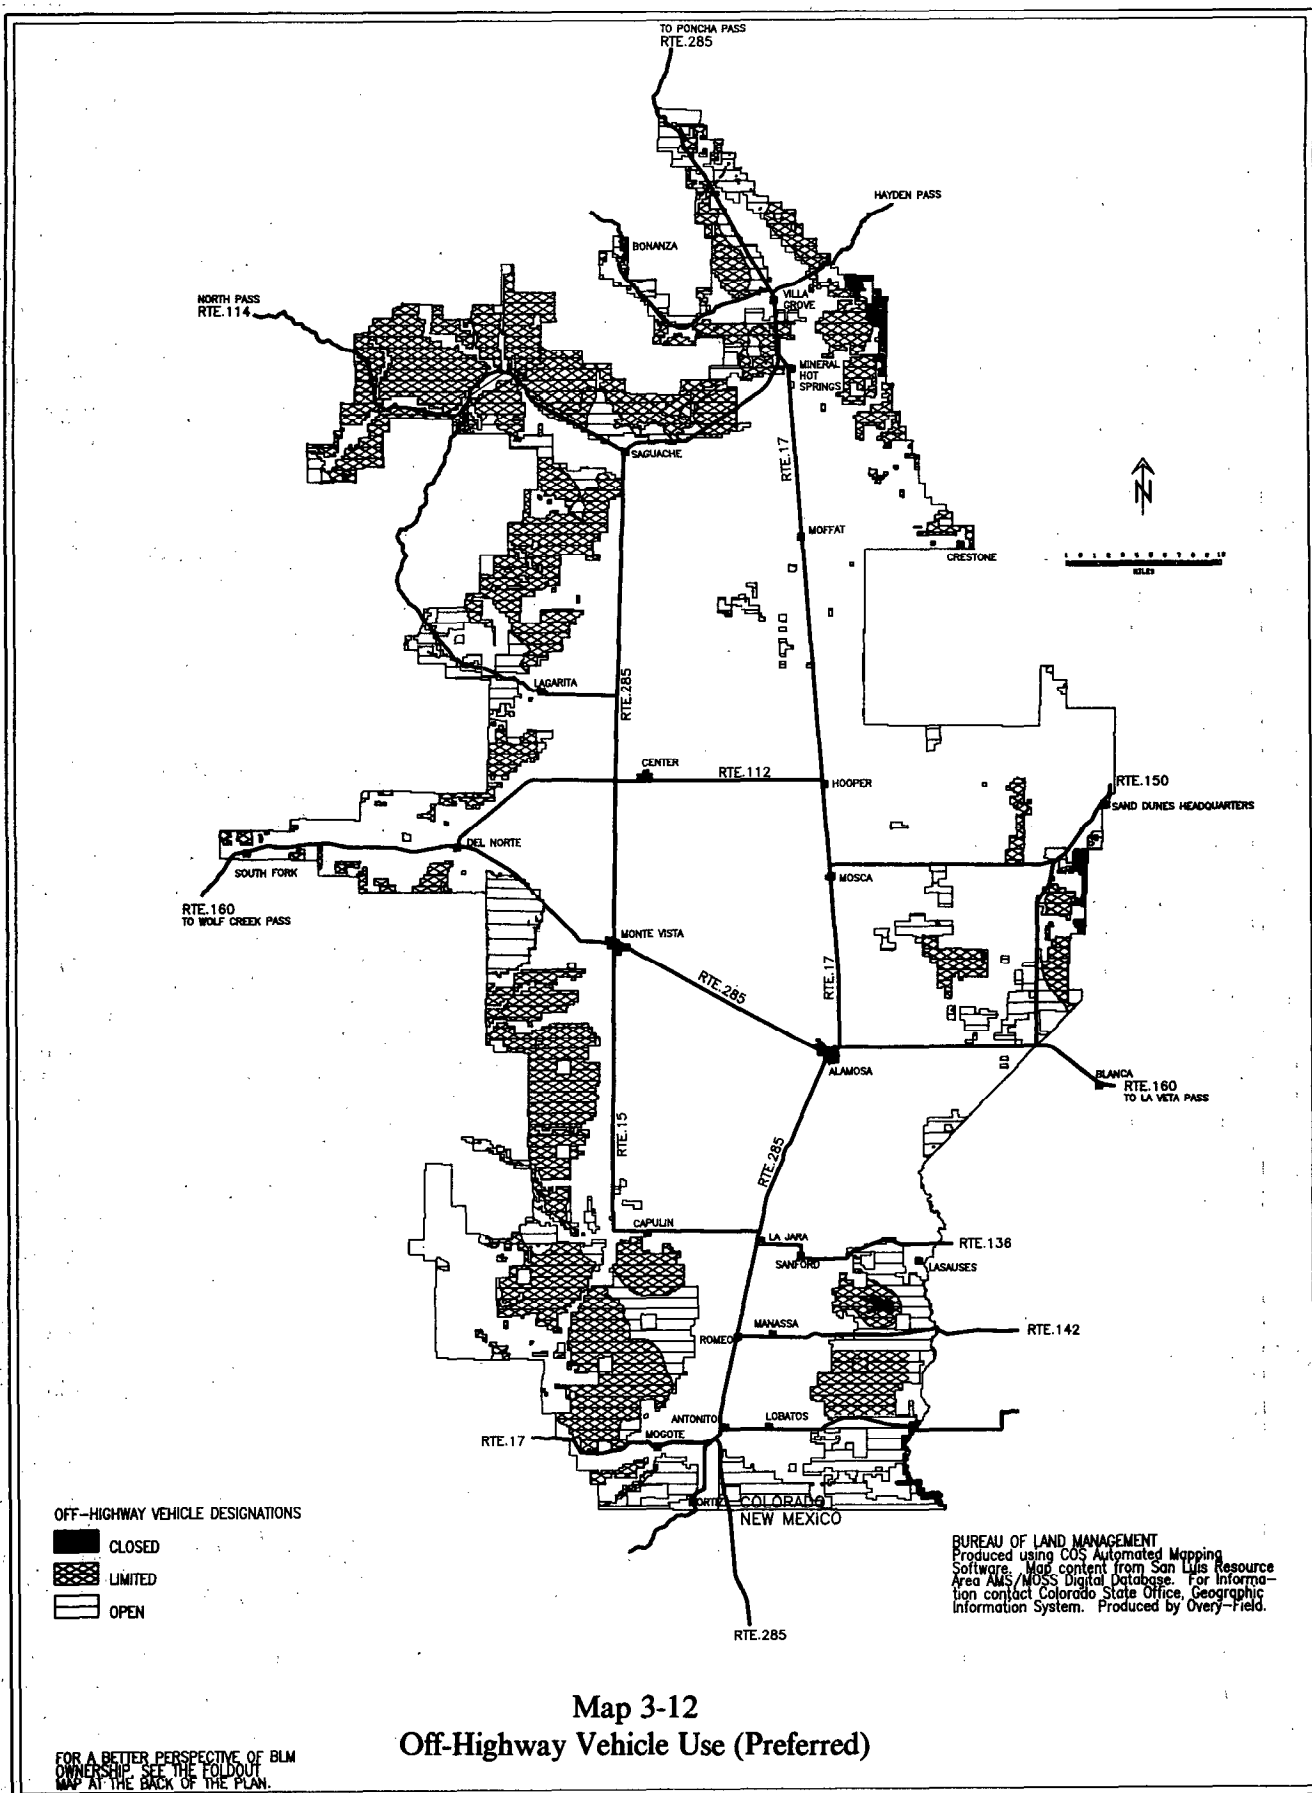 TO PONCHA PASS
RTE.285
HAYDEN PASS
BONANZA
NORTH PASS
RTE.114
VILLA
GROVE
MINERAL
HOT
SPRINGS
SAGUACHE
RTE.17
N
MOFFAT
CRESTONE
MILES
LAGARITA
RTE.285
CENTER
RTE.112
HOOPER
RTE.150
SAND DUNES HEADQUARTERS
DEL NORTE
SOUTH FORK
MOSCA
RTE.160
TO WOLF CREEK PASS
MONTE VISTA
RTE.285
RTE.17
ALAMOSA
BLANCA
RTE.160
TO LA VETA PASS
RTE.15
RTE.285
CAPULIN
LA JARA
SANFORD
RTE.136
LASAUSES
MANASSA
ROMEO
RTE.142
ANTONITO
LOBATOS
RTE.17
MOGOTE
ORTIZ
COLORADO
NEW MEXICO
RTE.285
OFF-HIGHWAY VEHICLE DESIGNATIONS
CLOSED
LIMITED
OPEN
BUREAU OF LAND MANAGEMENT
Produced using COS Automated Mapping
Software. Map content from San Luis Resource
Area AMS/MOSS Digital Database. For Informa-
tion contact Colorado State Office, Geographic
Information System. Produced by Overy-Field.
Map 3-12
Off-Highway Vehicle Use (Preferred)
FOR A BETTER PERSPECTIVE OF BLM
OWNERSHIP, SEE THE FOLDOUT
MAP AT THE BACK OF THE PLAN.